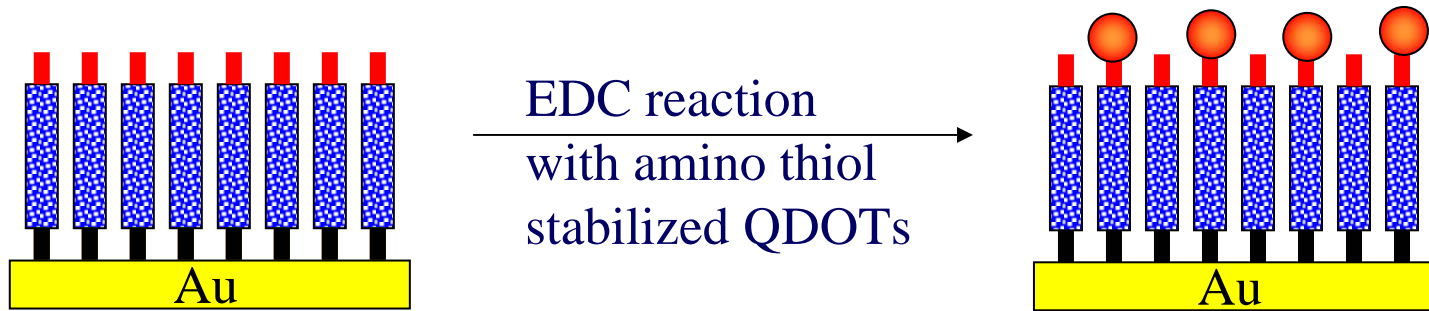 EDC reaction
with amino thiol
stabilized QDOTs
Au
Au